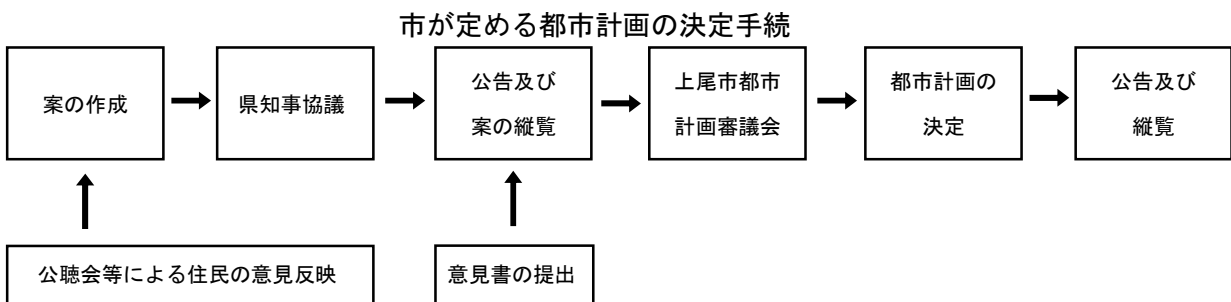 市が定める都市計画の決定手続
案の作成
県知事協議
公告及び
案の縦覧
上尾市都市
計画審議会
都市計画の
決定
公告及び
縦覧
公聴会等による住民の意見反映
意見書の提出